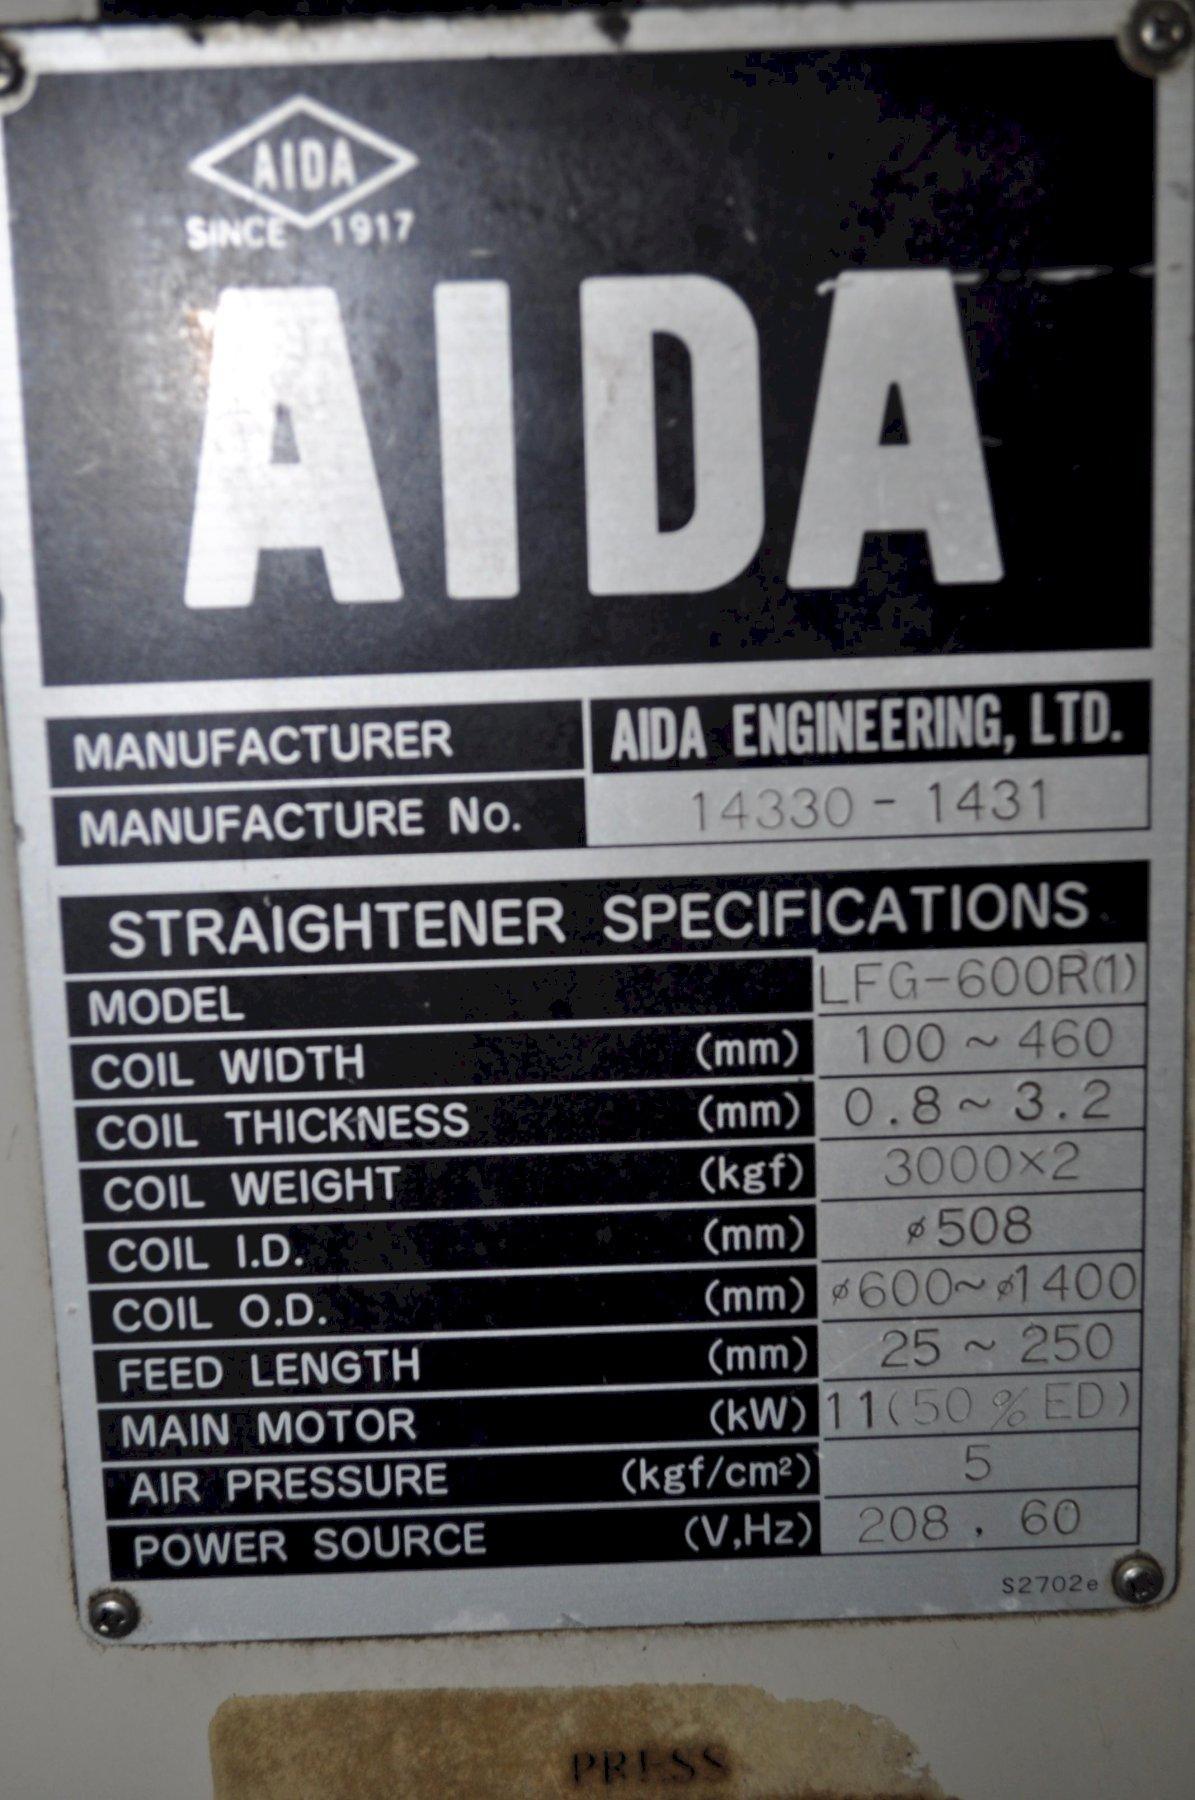 AIDA
SINCE 1917
AIDA
MANUFACTURER AIDA ENGINEERING, LTD.
MANUFACTURE No. 14330 - 1431
STRAIGHTENER SPECIFICATIONS
MODEL LFG-600R(1)
COIL WIDTH (mm) 100 ~ 460
COIL THICKNESS (mm) 0.8 ~ 3.2
COIL WEIGHT (kgf) 3000×2
COIL I.D. (mm) ø508
COIL O.D. (mm) ø600~ø1400
FEED LENGTH (mm) 25 ~ 250
MAIN MOTOR (kW) 11(50%ED)
AIR PRESSURE (kgf/cm²) 5
POWER SOURCE (V,Hz) 208 , 60
S2702e
PRESS